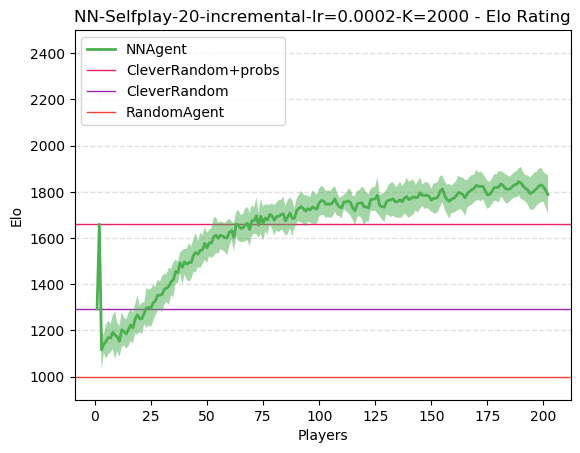 NN-Selfplay-20-incremental-lr=0.0002-K=2000 - Elo Rating
NNAgent
CleverRandom+probs
CleverRandom
RandomAgent
2400
2200
2000
1800
1600
1400
1200
1000
Elo
0 25 50 75 100 125 150 175 200
Players